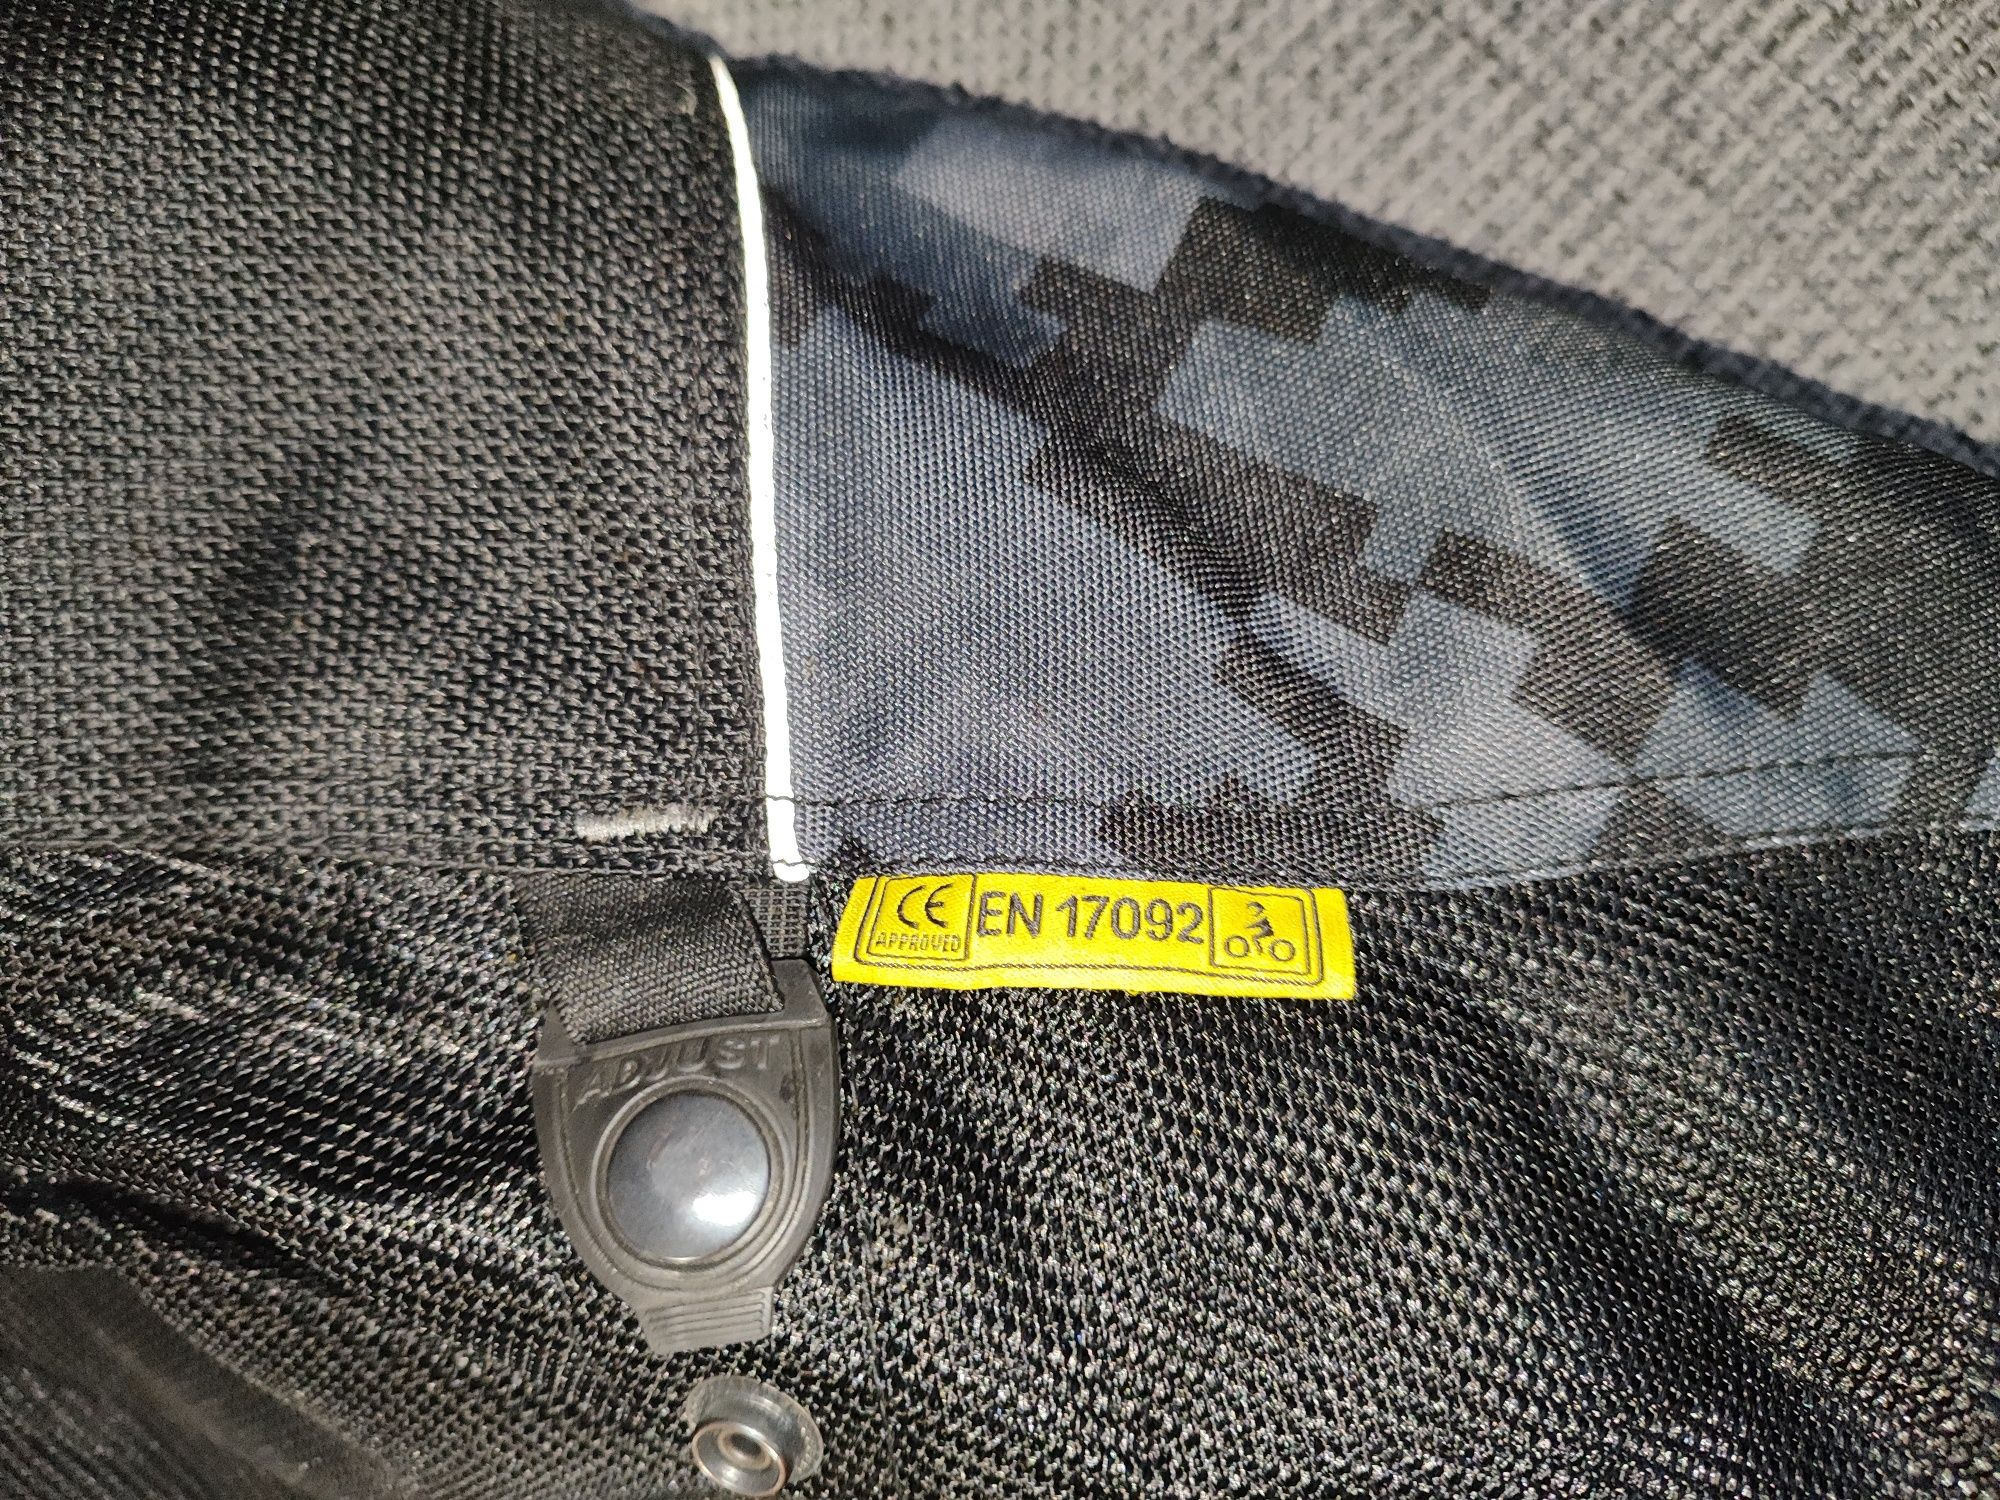 CE
APPROVED
EN 17092
ADJUST